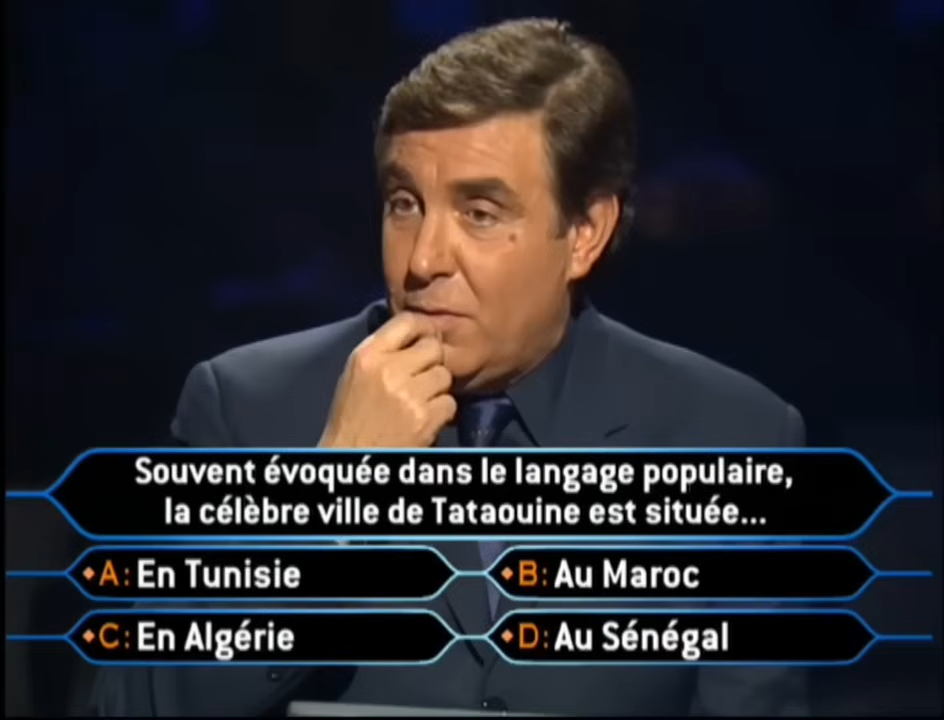 Souvent évoquée dans le langage populaire,
la célèbre ville de Tataouine est située...
A: En Tunisie
B: Au Maroc
C: En Algérie
D: Au Sénégal